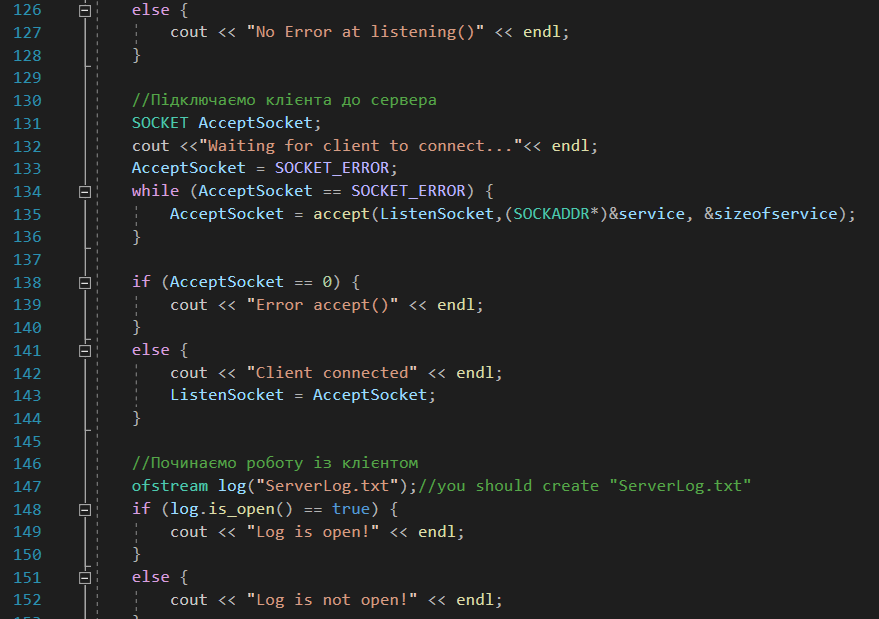 126 else {
127 cout << "No Error at listening()" << endl;
128 }
129
130 //Підключаємо клієнта до сервера
131 SOCKET AcceptSocket;
132 cout <<"Waiting for client to connect..."<< endl;
133 AcceptSocket = SOCKET_ERROR;
134 while (AcceptSocket == SOCKET_ERROR) {
135 AcceptSocket = accept(ListenSocket,(SOCKADDR*)&service, &sizeofservice);
136 }
137
138 if (AcceptSocket == 0) {
139 cout << "Error accept()" << endl;
140 }
141 else {
142 cout << "Client connected" << endl;
143 ListenSocket = AcceptSocket;
144 }
145
146 //Починаємо роботу із клієнтом
147 ofstream log("ServerLog.txt");//you should create "ServerLog.txt"
148 if (log.is_open() == true) {
149 cout << "Log is open!" << endl;
150 }
151 else {
152 cout << "Log is not open!" << endl;